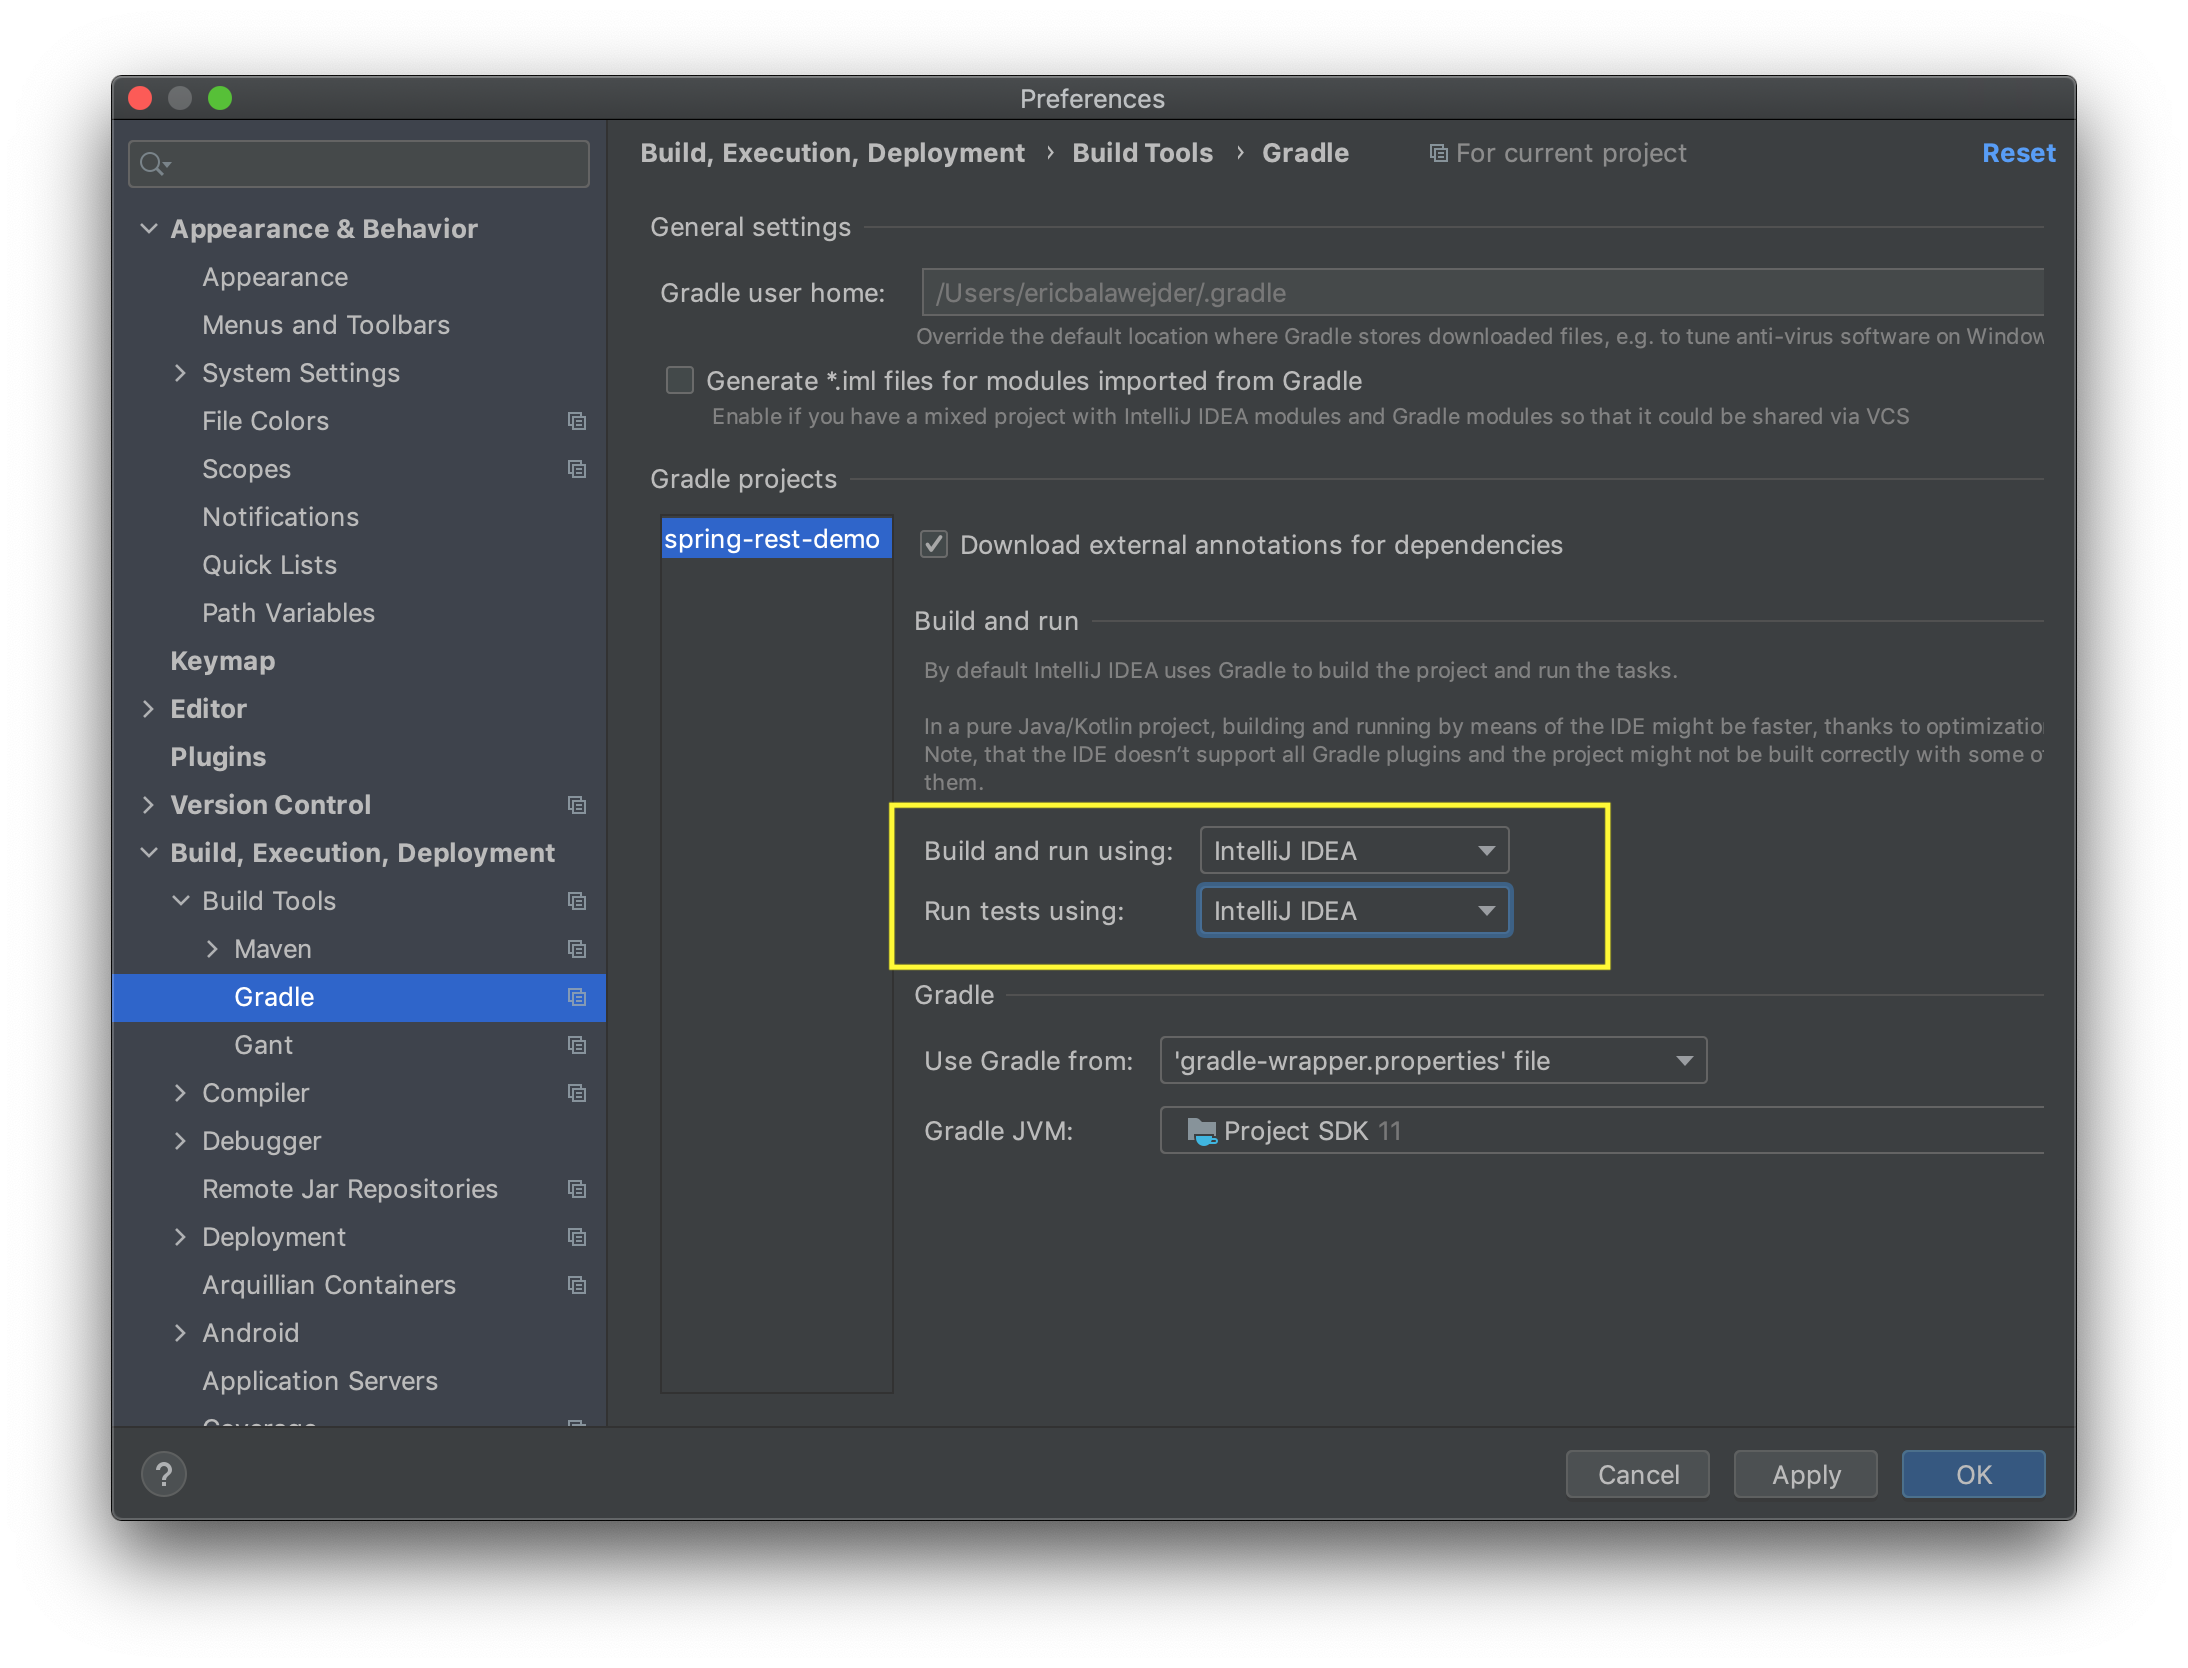 Preferences
Appearance & Behavior
Appearance
Menus and Toolbars
System Settings
File Colors
Scopes
Notifications
Quick Lists
Path Variables
Keymap
Editor
Plugins
Version Control
Build, Execution, Deployment
Build Tools
Maven
Gradle
Gant
Compiler
Debugger
Remote Jar Repositories
Deployment
Arquillian Containers
Android
Application Servers
Coverage
Build, Execution, Deployment › Build Tools › Gradle For current project Reset
General settings
Gradle user home: /Users/ericbalawejder/.gradle
Override the default location where Gradle stores downloaded files, e.g. to tune anti-virus software on Window
Generate *.iml files for modules imported from Gradle
Enable if you have a mixed project with IntelliJ IDEA modules and Gradle modules so that it could be shared via VCS
Gradle projects
spring-rest-demo
Download external annotations for dependencies
Build and run
By default IntelliJ IDEA uses Gradle to build the project and run the tasks.
In a pure Java/Kotlin project, building and running by means of the IDE might be faster, thanks to optimizatio
Note, that the IDE doesn't support all Gradle plugins and the project might not be built correctly with some of
them.
Build and run using: IntelliJ IDEA
Run tests using: IntelliJ IDEA
Gradle
Use Gradle from: 'gradle-wrapper.properties' file
Gradle JVM: Project SDK 11
? Cancel Apply OK